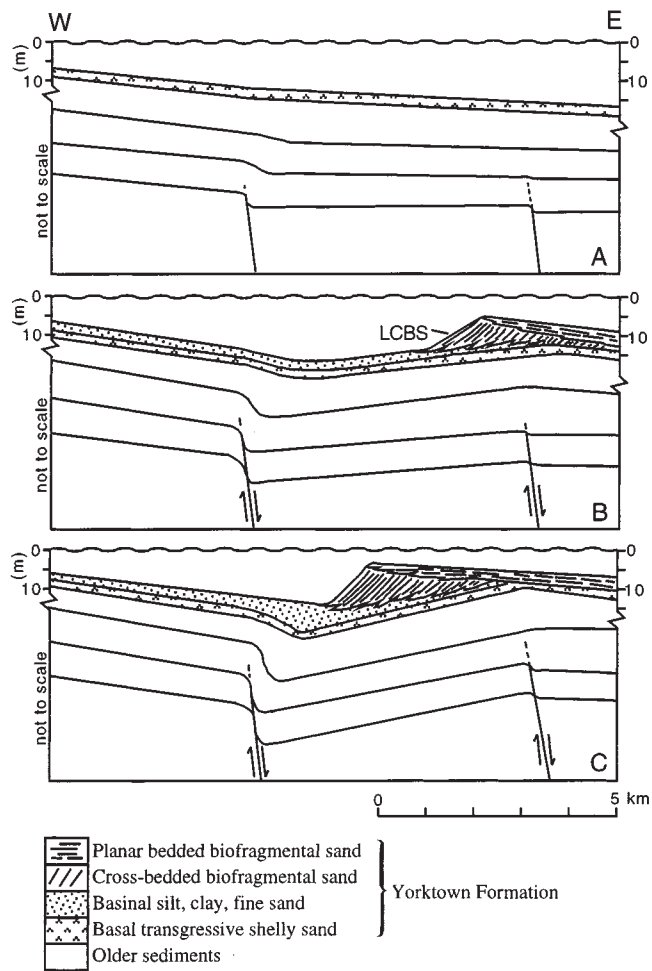 W E
0 0
(m) (m)
10 10
not to scale
A
0 0
(m) (m)
LCBS
10 10
not to scale
B
0 0
(m) (m)
10 10
not to scale
C
0 5 km
Planar bedded biofragmental sand
Cross-bedded biofragmental sand
Basinal silt, clay, fine sand
Basal transgressive shelly sand
Older sediments
Yorktown Formation